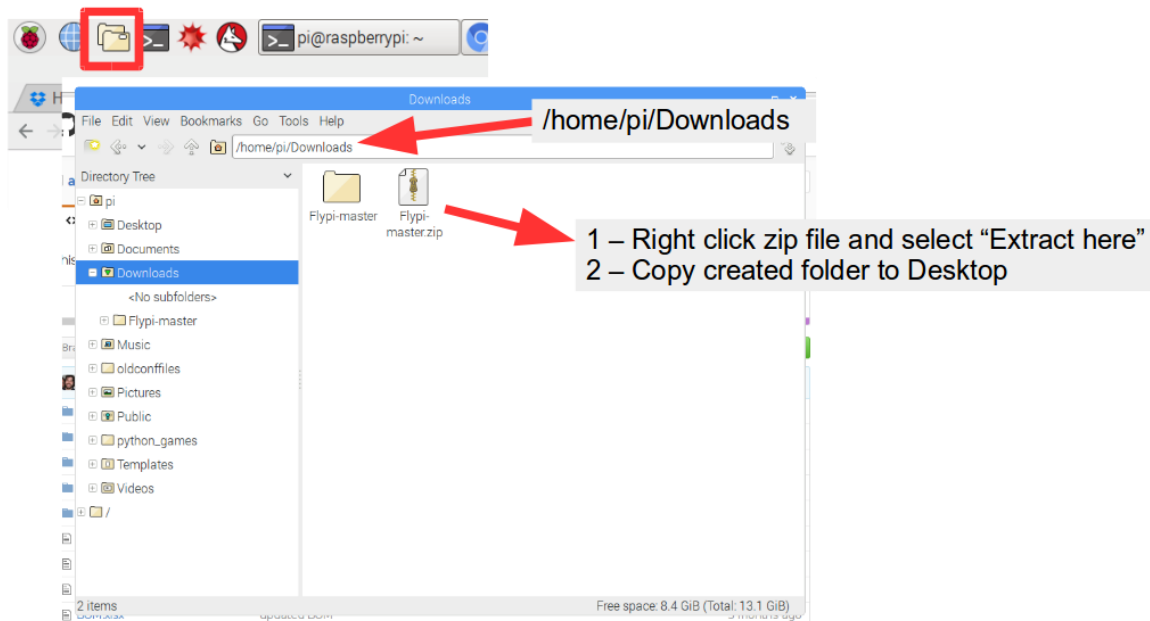 pi@raspberrypi: ~
H
Downloads
/home/pi/Downloads
File Edit View Bookmarks Go Tools Help
/home/pi/Downloads
Directory Tree
pi
Desktop
Documents
Downloads
<No subfolders>
Flypi-master
Music
oldconffiles
Pictures
Public
python_games
Templates
Videos
/
Flypi-master
Flypi-
master.zip
1 – Right click zip file and select “Extract here”
2 – Copy created folder to Desktop
2 items
Free space: 8.4 GiB (Total: 13.1 GiB)